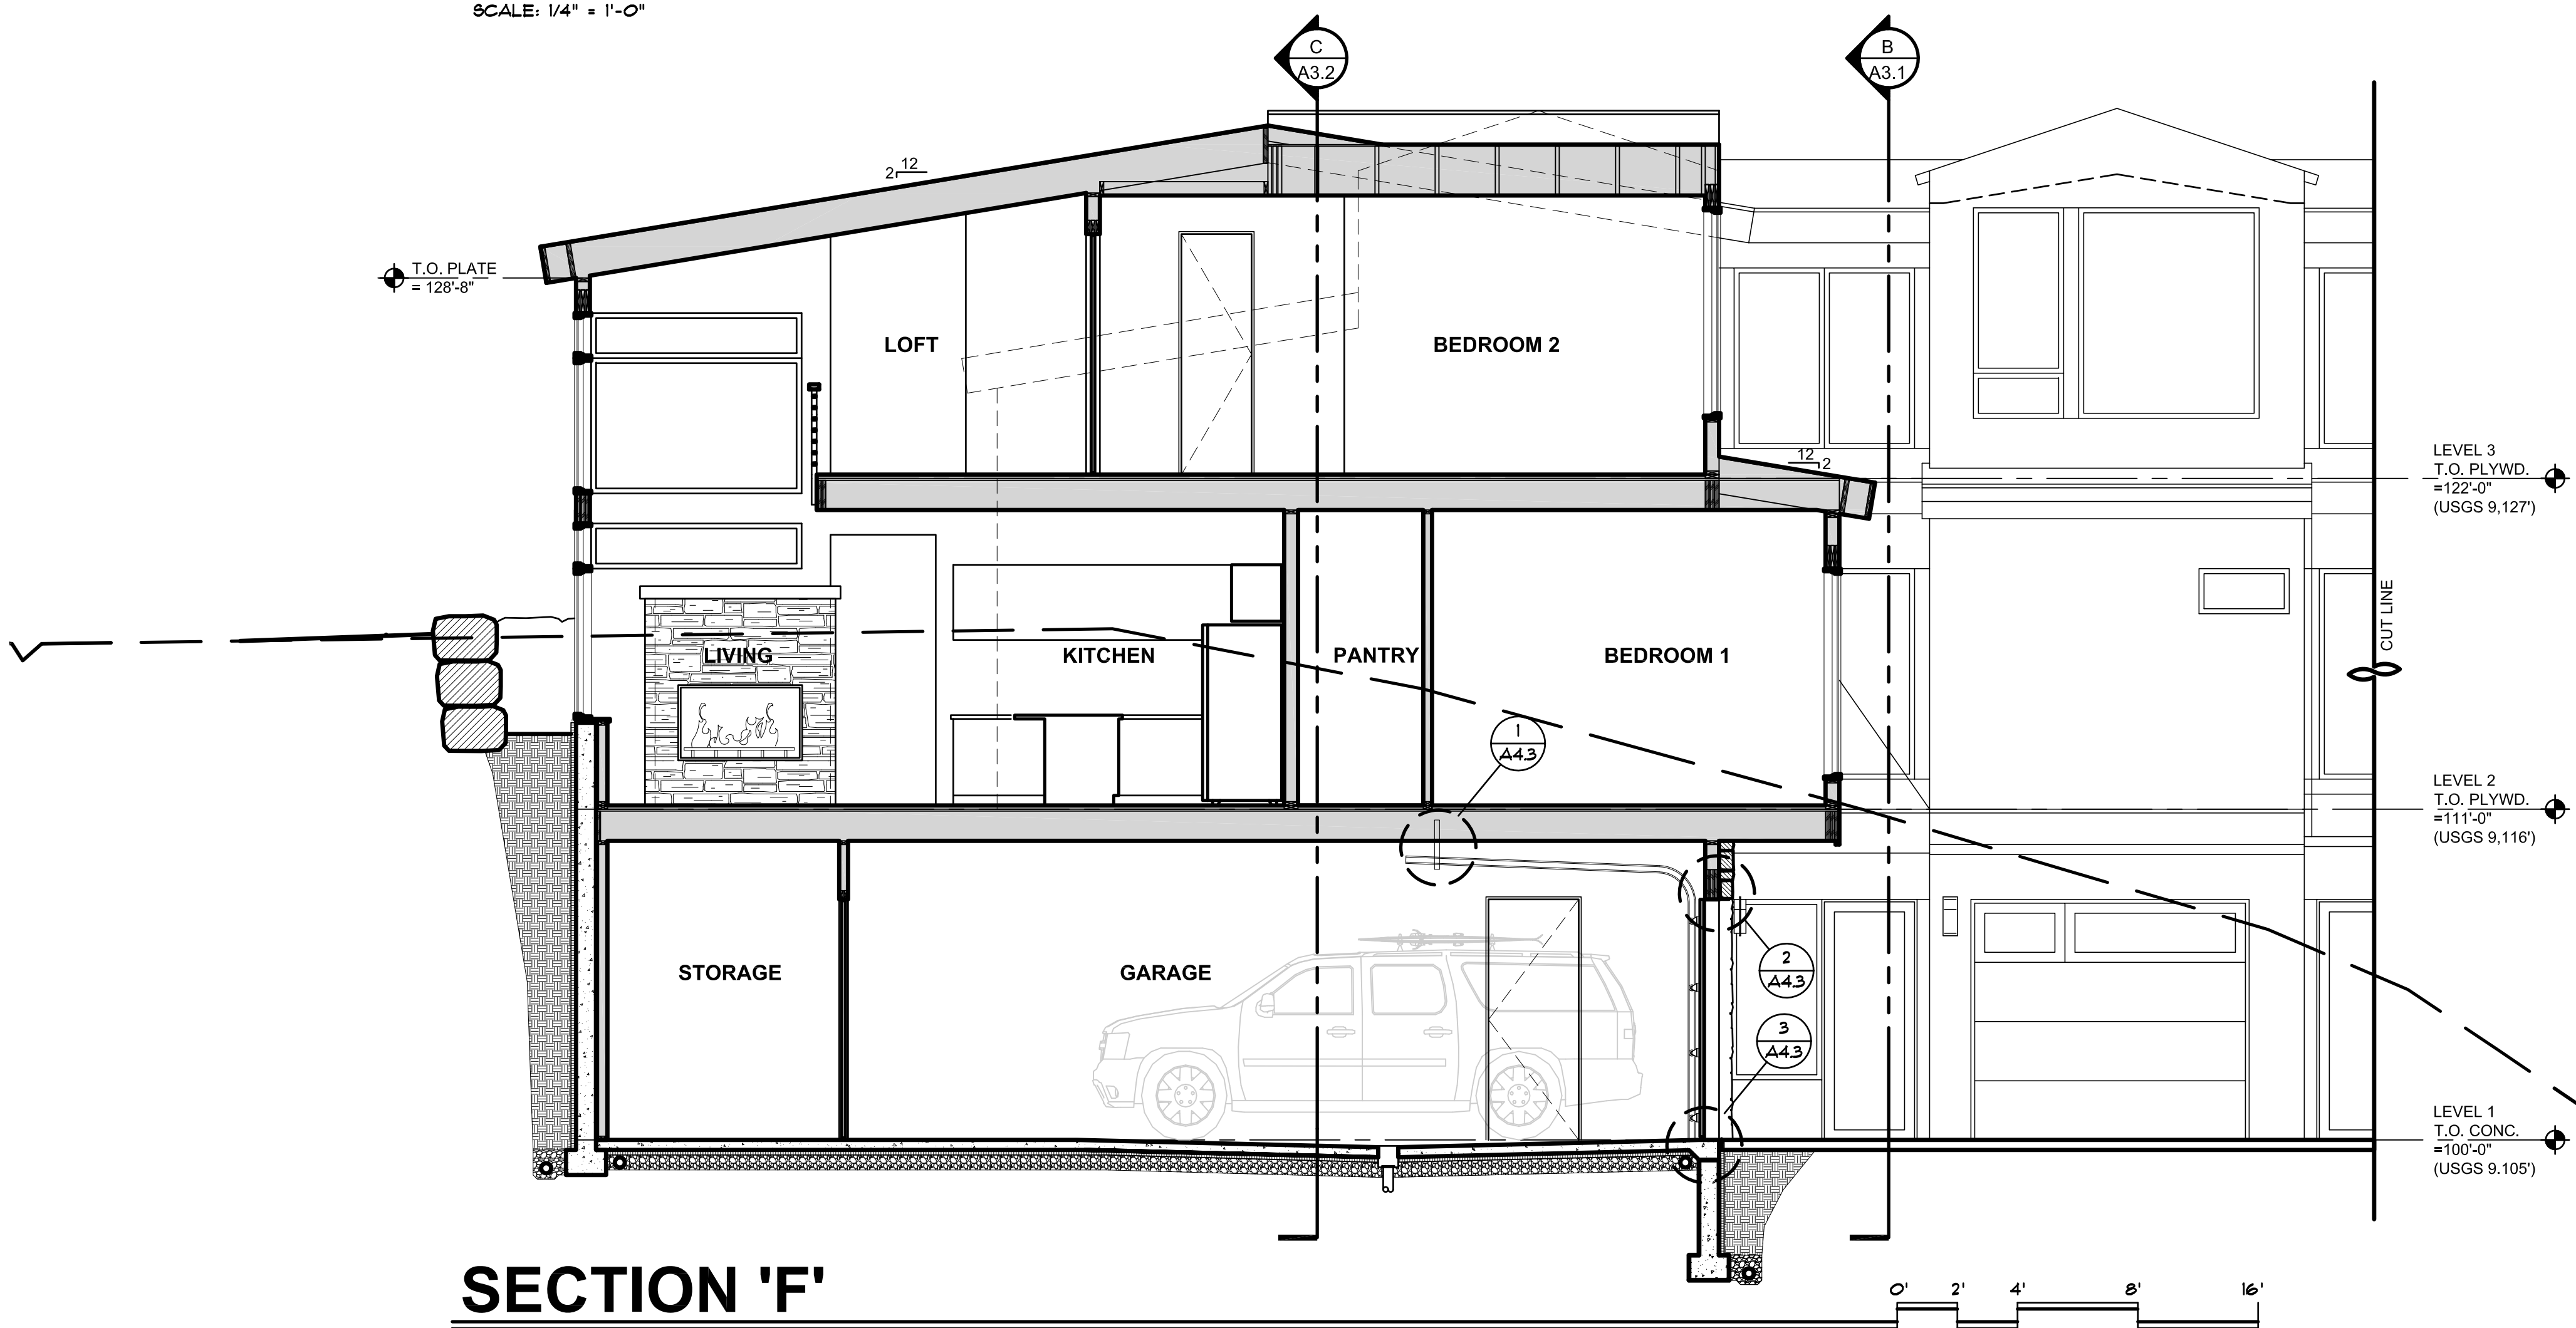 SCALE: 1/4" = 1'-0"
C
A3.2
B
A3.1
12
2
T.O. PLATE
= 128'-8"
LOFT
BEDROOM 2
12
2
LEVEL 3
T.O. PLYWD.
=122'-0"
(USGS 9,127')
CUT LINE
LIVING
KITCHEN
PANTRY
BEDROOM 1
1
A4.3
LEVEL 2
T.O. PLYWD.
=111'-0"
(USGS 9,116')
STORAGE
GARAGE
2
A4.3
3
A4.3
LEVEL 1
T.O. CONC.
=100'-0"
(USGS 9.105')
SECTION 'F'
0' 2' 4' 8' 16'